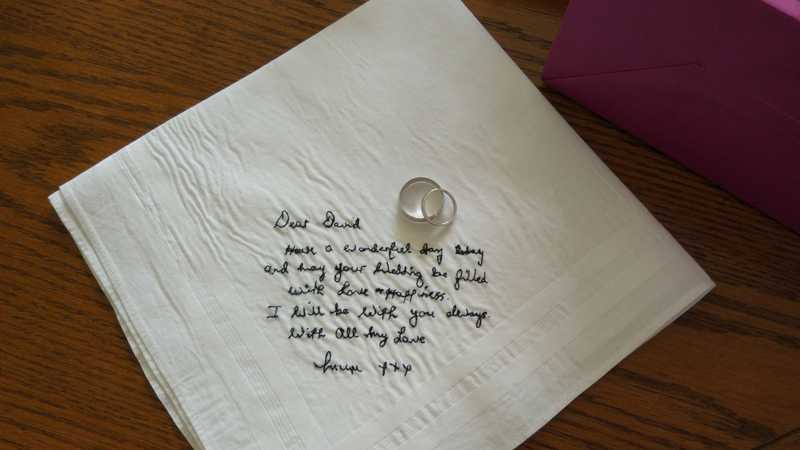 Dear David
Have a wonderful day today
and may your wedding be filled
with Love & Happiness.
I will be with you always
With All my Love
xxx